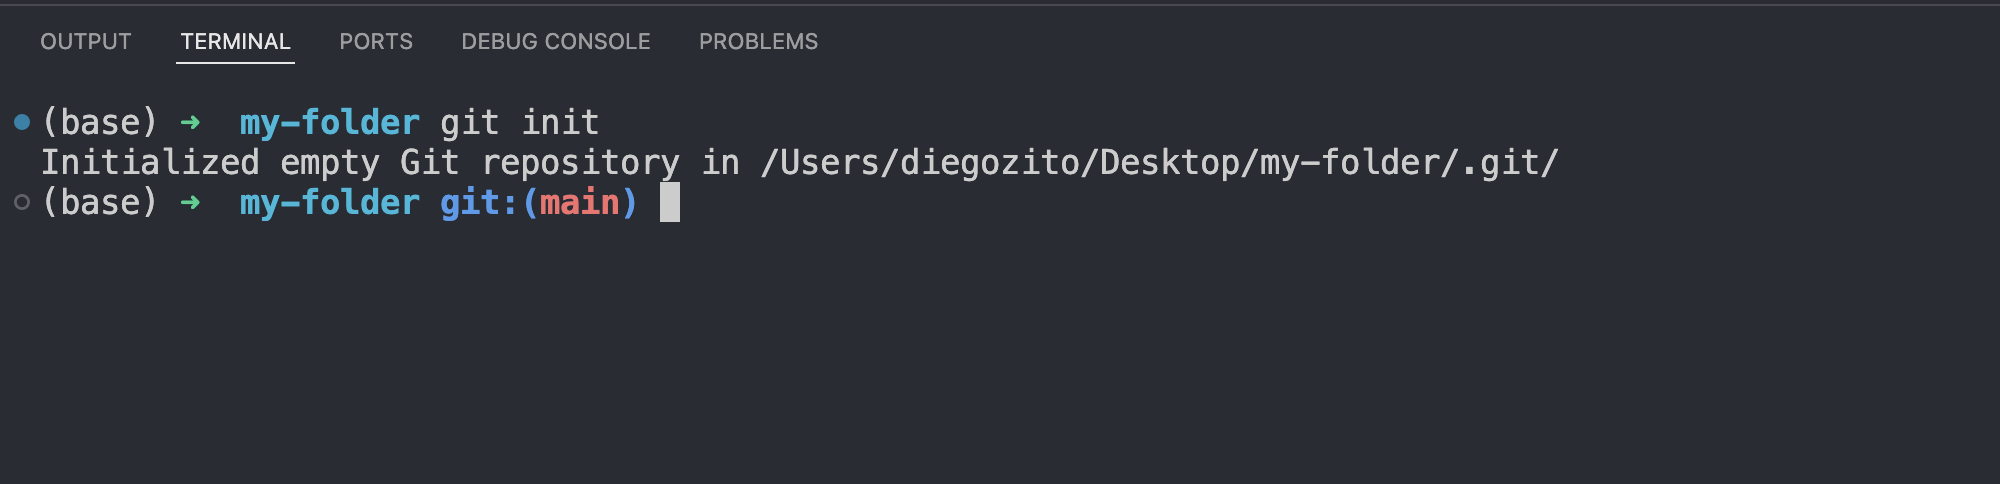 OUTPUT TERMINAL PORTS DEBUG CONSOLE PROBLEMS
(base) ➜ my-folder git init
Initialized empty Git repository in /Users/diegozito/Desktop/my-folder/.git/
(base) ➜ my-folder git:(main)